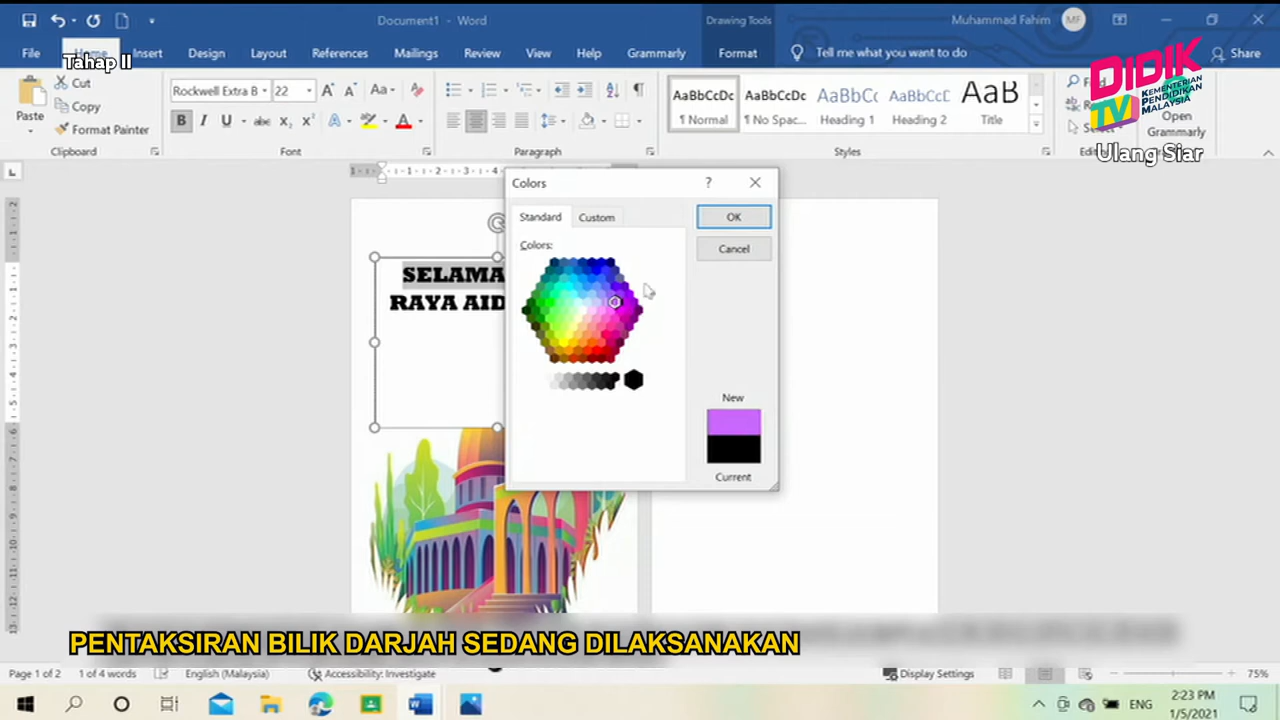 Document1 - Word
Drawing Tools
Muhammad Fahim
MF
File
Home
Insert
Design
Layout
References
Mailings
Review
View
Help
Grammarly
Format
Tell me what you want to do
Share
Tahap II
DIDIK
TV
KEMENTERIAN
PENDIDIKAN
MALAYSIA
Ulang Siar
Paste
Cut
Copy
Format Painter
Clipboard
Rockwell Extra B
22
Font
Paragraph
AaBbCcDc
¶ Normal
AaBbCcDc
¶ No Spac...
AaBbCc
Heading 1
AaBbCcD
Heading 2
AaB
Title
Styles
Open
Grammarly
Colors
Standard
Custom
OK
Cancel
Colors:
New
Current
SELAMA
RAYA AID
PENTAKSIRAN BILIK DARJAH SEDANG DILAKSANAKAN
Page 1 of 2
1 of 4 words
English (Malaysia)
Accessibility: Investigate
Display Settings
75%
ENG
2:23 PM
1/5/2021